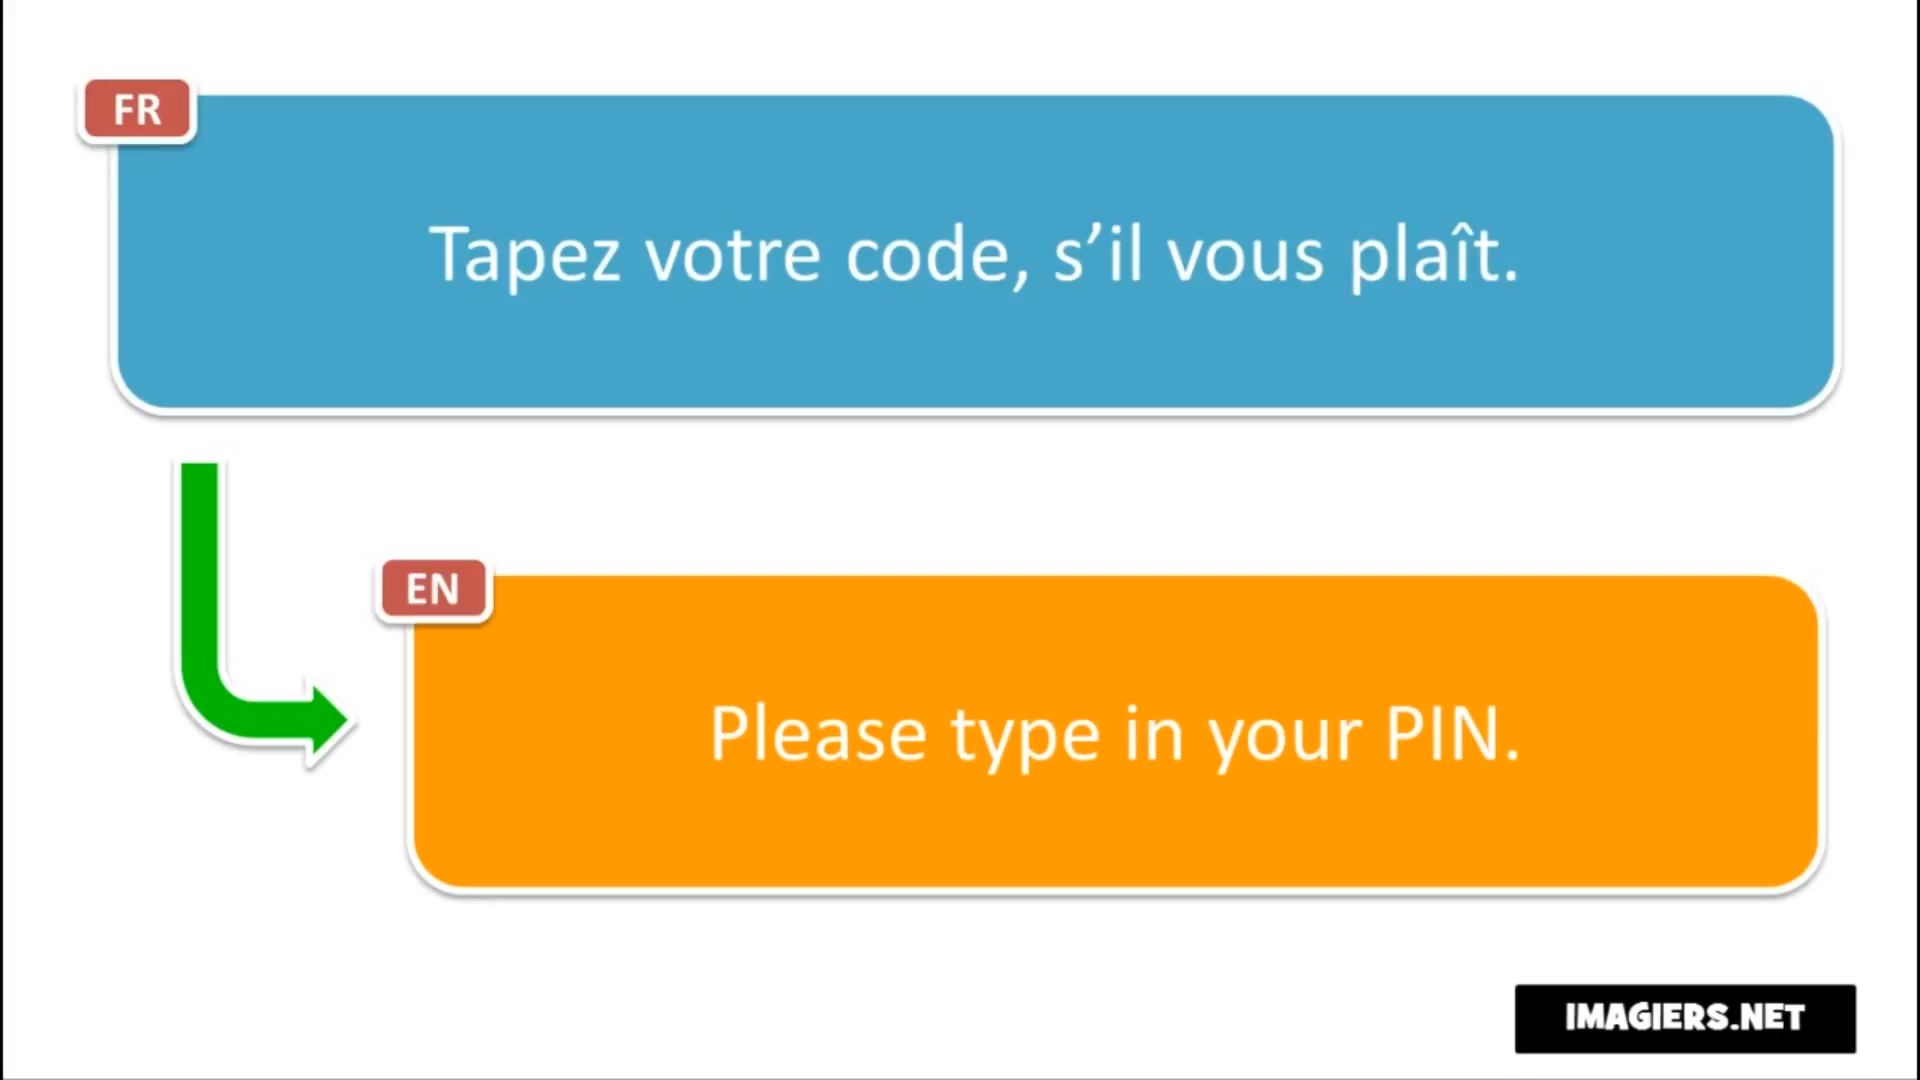 FR
Tapez votre code, s’il vous plaît.
EN
Please type in your PIN.
IMAGIERS.NET